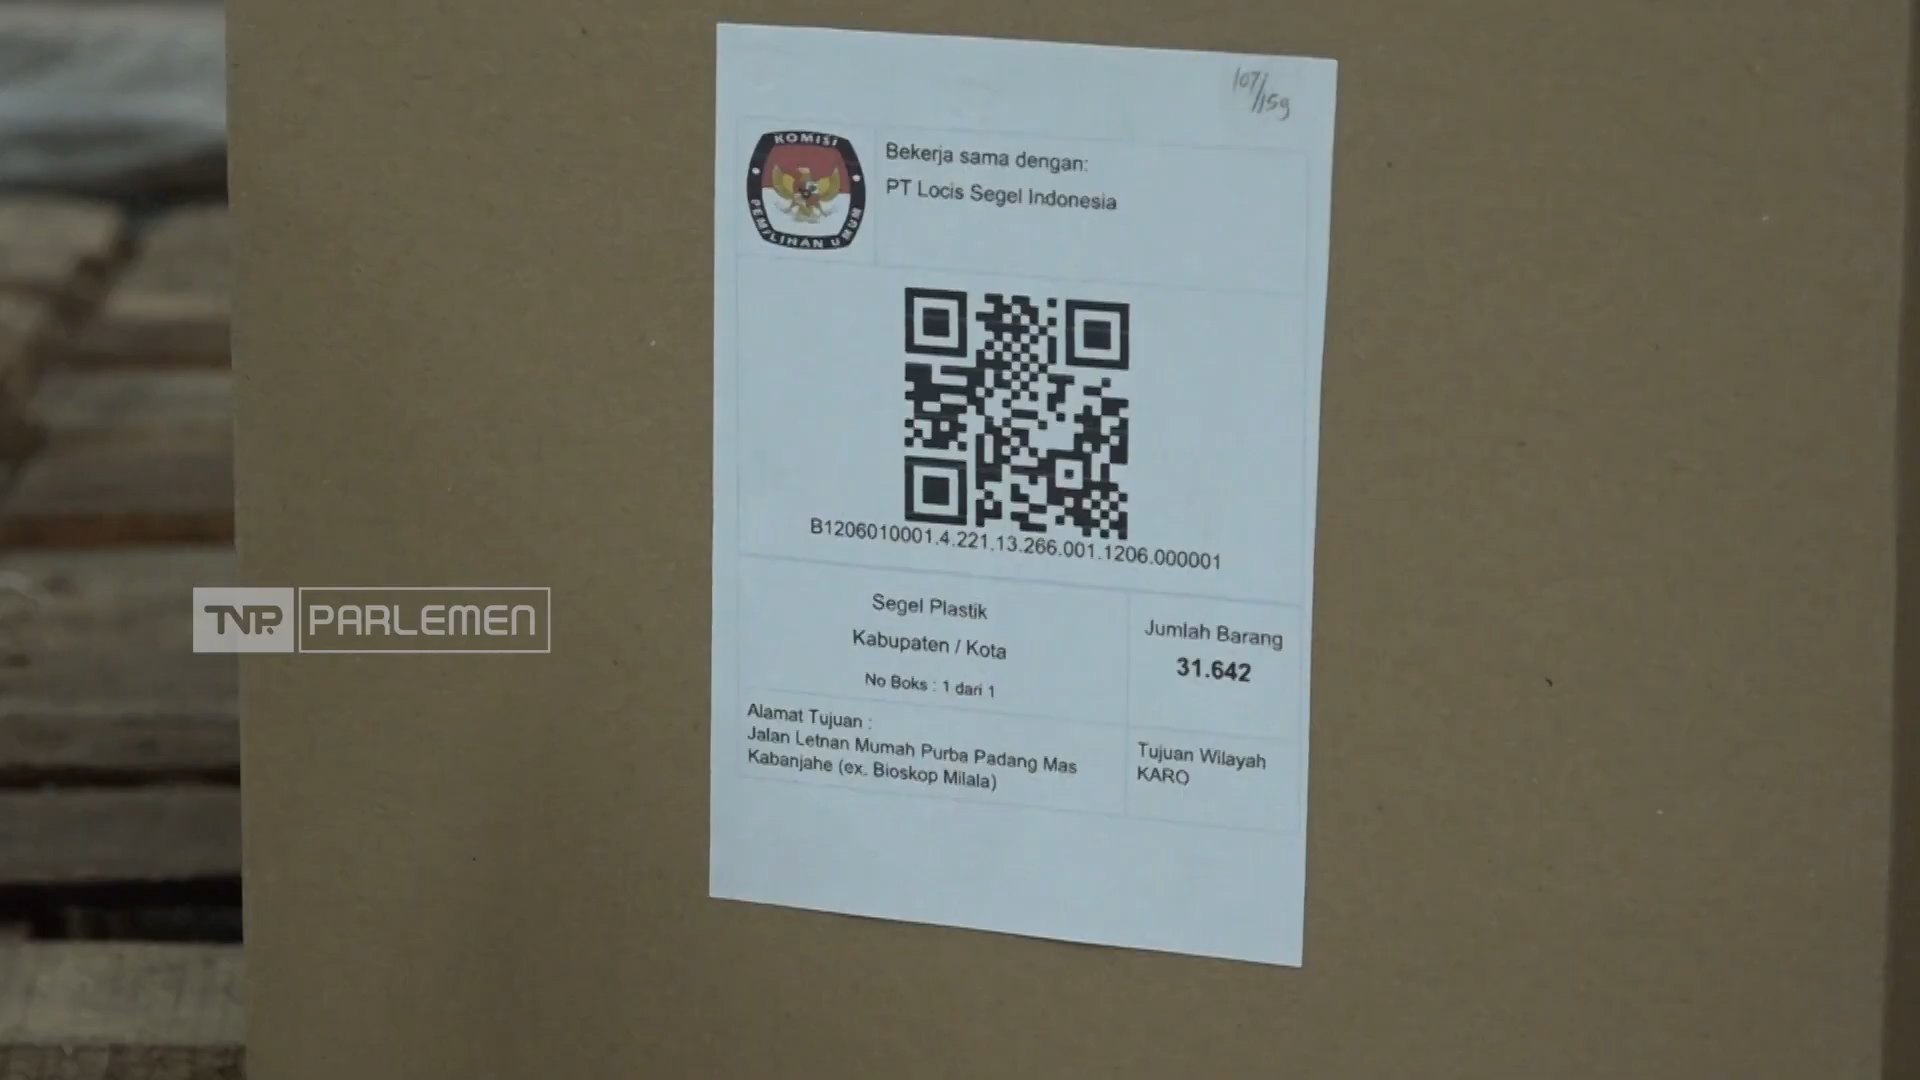 107/159
KOMISI
PEMILIHAN UMUM
Bekerja sama dengan:
PT Locis Segel Indonesia
B1206010001.4.221.13.266.001.1206.000001
Segel Plastik
Kabupaten / Kota
No Boks : 1 dari 1
Jumlah Barang
31.642
Alamat Tujuan :
Jalan Letnan Mumah Purba Padang Mas
Kabanjahe (ex. Bioskop Milala)
Tujuan Wilayah
KARO
TVR PARLEMEN